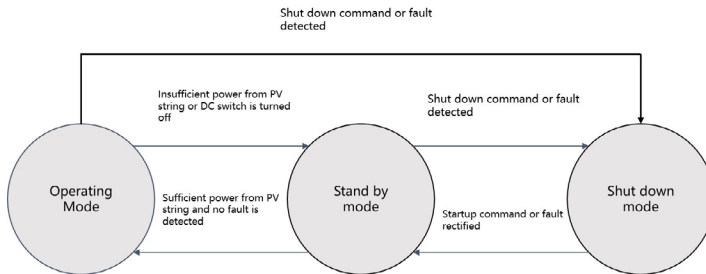 Shut down command or fault
detected
Insufficient power from PV
string or DC switch is turned
off
Shut down command or fault
detected
Operating
Mode
Stand by
mode
Shut down
mode
Sufficient power from PV
string and no fault is
detected
Startup command or fault
rectified